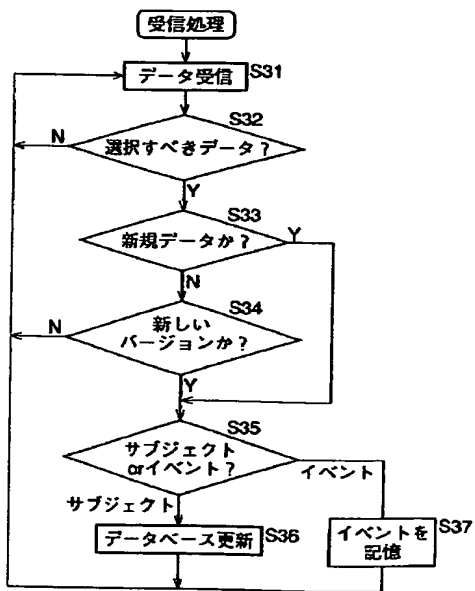 受信処理
データ受信
S31
S32
N
選択すべきデータ?
Y
S33
新規データか?
Y
N
S34
N
新しい
バージョンか?
Y
S35
サブジェクト
orイベント?
イベント
サブジェクト
データベース更新
S36
イベントを
記憶
S37